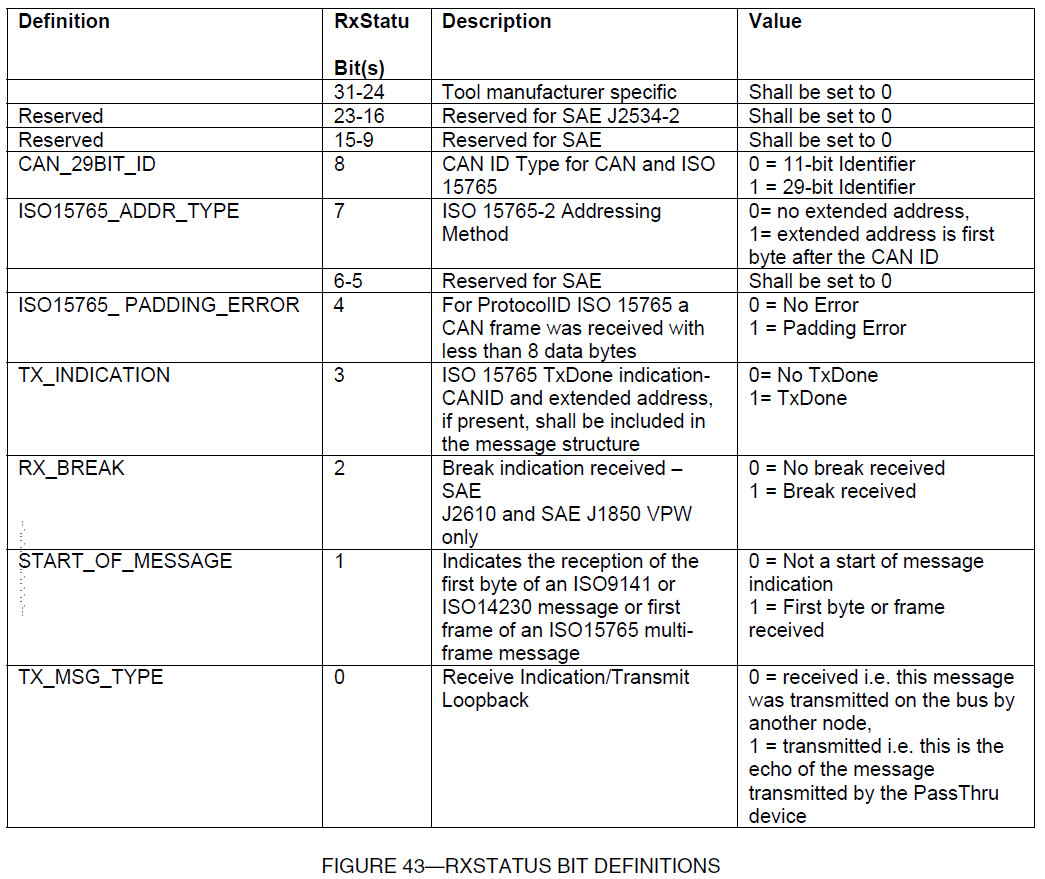 Definition RxStatu Description Value
Bit(s)
31-24 Tool manufacturer specific Shall be set to 0
Reserved 23-16 Reserved for SAE J2534-2 Shall be set to 0
Reserved 15-9 Reserved for SAE Shall be set to 0
CAN_29BIT_ID 8 CAN ID Type for CAN and ISO 0 = 11-bit Identifier
15765 1 = 29-bit Identifier
ISO15765_ADDR_TYPE 7 ISO 15765-2 Addressing 0= no extended address,
Method 1= extended address is first
byte after the CAN ID
6-5 Reserved for SAE Shall be set to 0
ISO15765_ PADDING_ERROR 4 For ProtocolID ISO 15765 a 0 = No Error
CAN frame was received with 1 = Padding Error
less than 8 data bytes
TX_INDICATION 3 ISO 15765 TxDone indication- 0= No TxDone
CANID and extended address, 1= TxDone
if present, shall be included in
the message structure
RX_BREAK 2 Break indication received – 0 = No break received
SAE 1 = Break received
J2610 and SAE J1850 VPW
only
START_OF_MESSAGE 1 Indicates the reception of the 0 = Not a start of message
first byte of an ISO9141 or indication
ISO14230 message or first 1 = First byte or frame
frame of an ISO15765 multi- received
frame message
TX_MSG_TYPE 0 Receive Indication/Transmit 0 = received i.e. this message
Loopback was transmitted on the bus by
another node,
1 = transmitted i.e. this is the
echo of the message
transmitted by the PassThru
device
FIGURE 43—RXSTATUS BIT DEFINITIONS